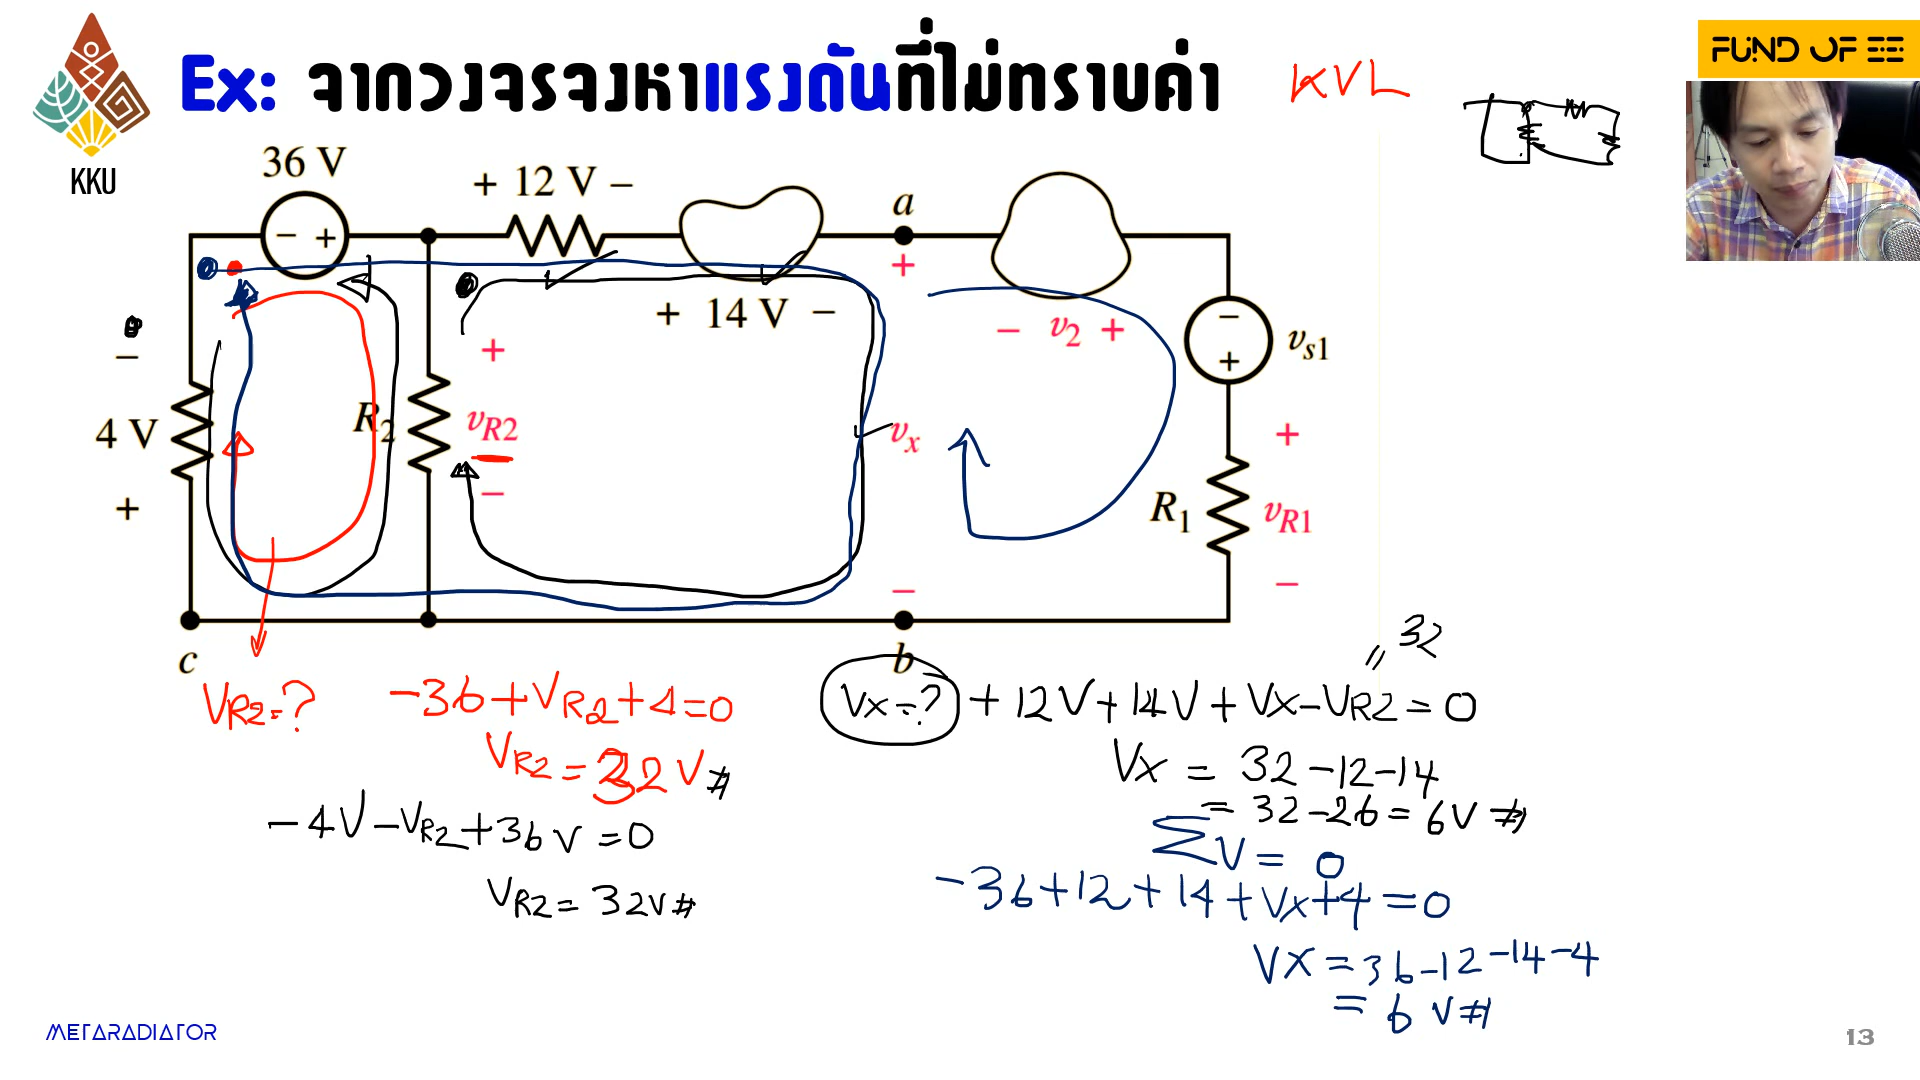 Ex: จากวงจรจงหาแรงดันที่ไม่ทราบค่า
KVL
FUND OF EE
KKU
36 V
+ 12 V −
a
− +
+
+ 14 V −
− v2 +
−
+
vs1
−
4 V
+
R2
+
vR2
−
vx
+
R1
vR1
−
−
c
b
32
VR2=?
-36+VR2+4=0
VR2=32V#
-4V-VR2+36V=0
VR2=32V#
Vx=? +12V+14V+Vx-VR2=0
Vx = 32-12-14
= 32-26=6V#
ΣV=0
-36+12+14+Vx+4=0
VX=36-12-14-4
= 6V#
METARADIATOR
13